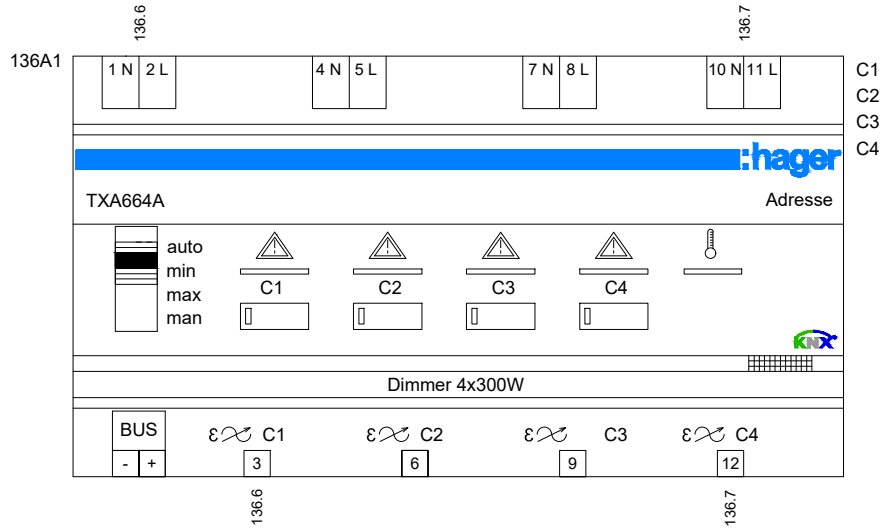 136.6 136.7
136A1 1 N 2 L 4 N 5 L 7 N 8 L 10 N 11 L C1
C2
C3
:hager C4
TXA664A Adresse
auto
min
max
man
C1 C2 C3 C4
KNX
Dimmer 4x300W
BUS ε C1 ε C2 ε C3 ε C4
- + 3 6 9 12
136.6 136.7